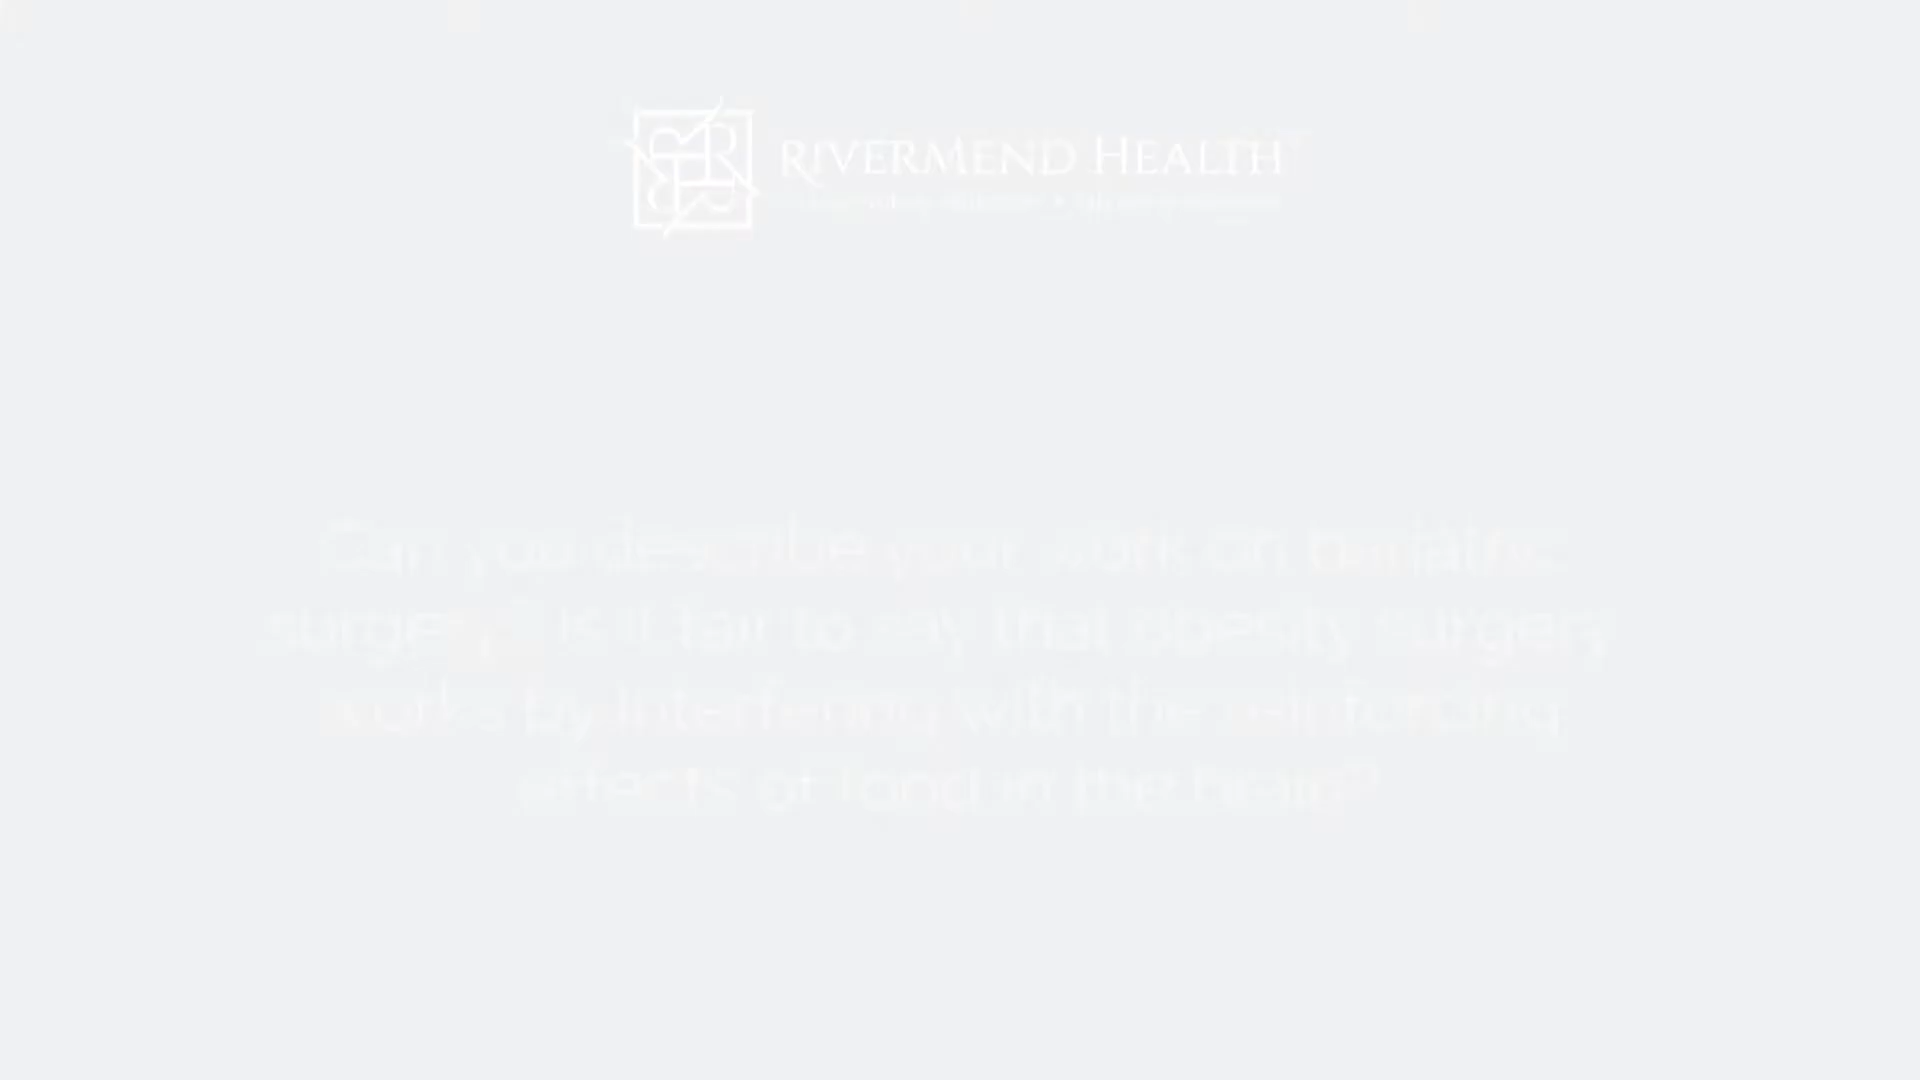 RIVERMEND HEALTH
Can you describe your work on bariatric
surgery? Is it fair to say that obesity surgery
works by interfering with the reinforcing
effects of food in the brain?